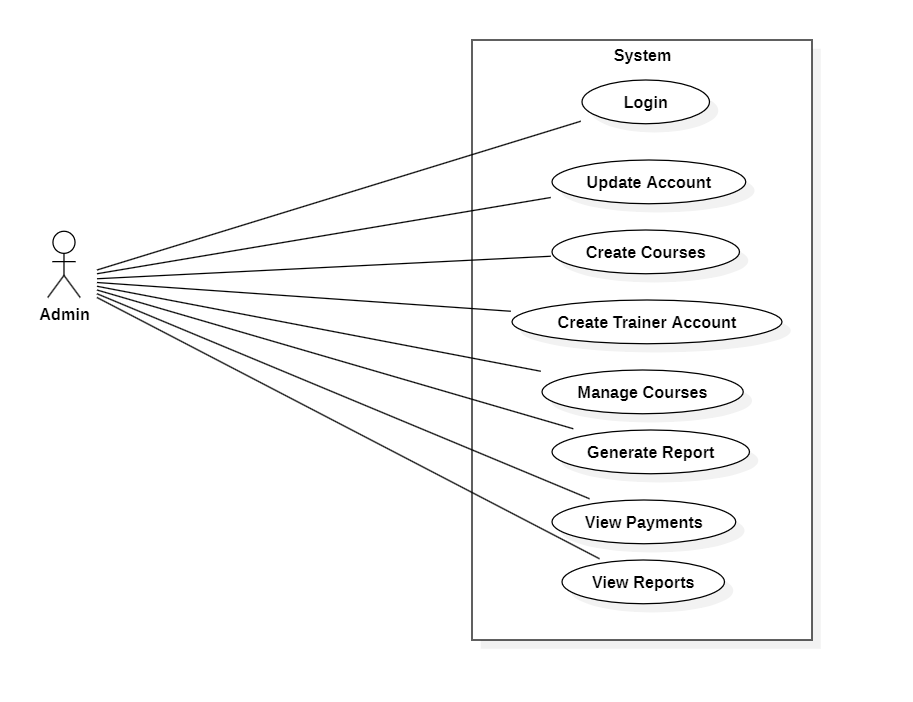 System
Login
Update Account
Create Courses
Create Trainer Account
Admin
Manage Courses
Generate Report
View Payments
View Reports